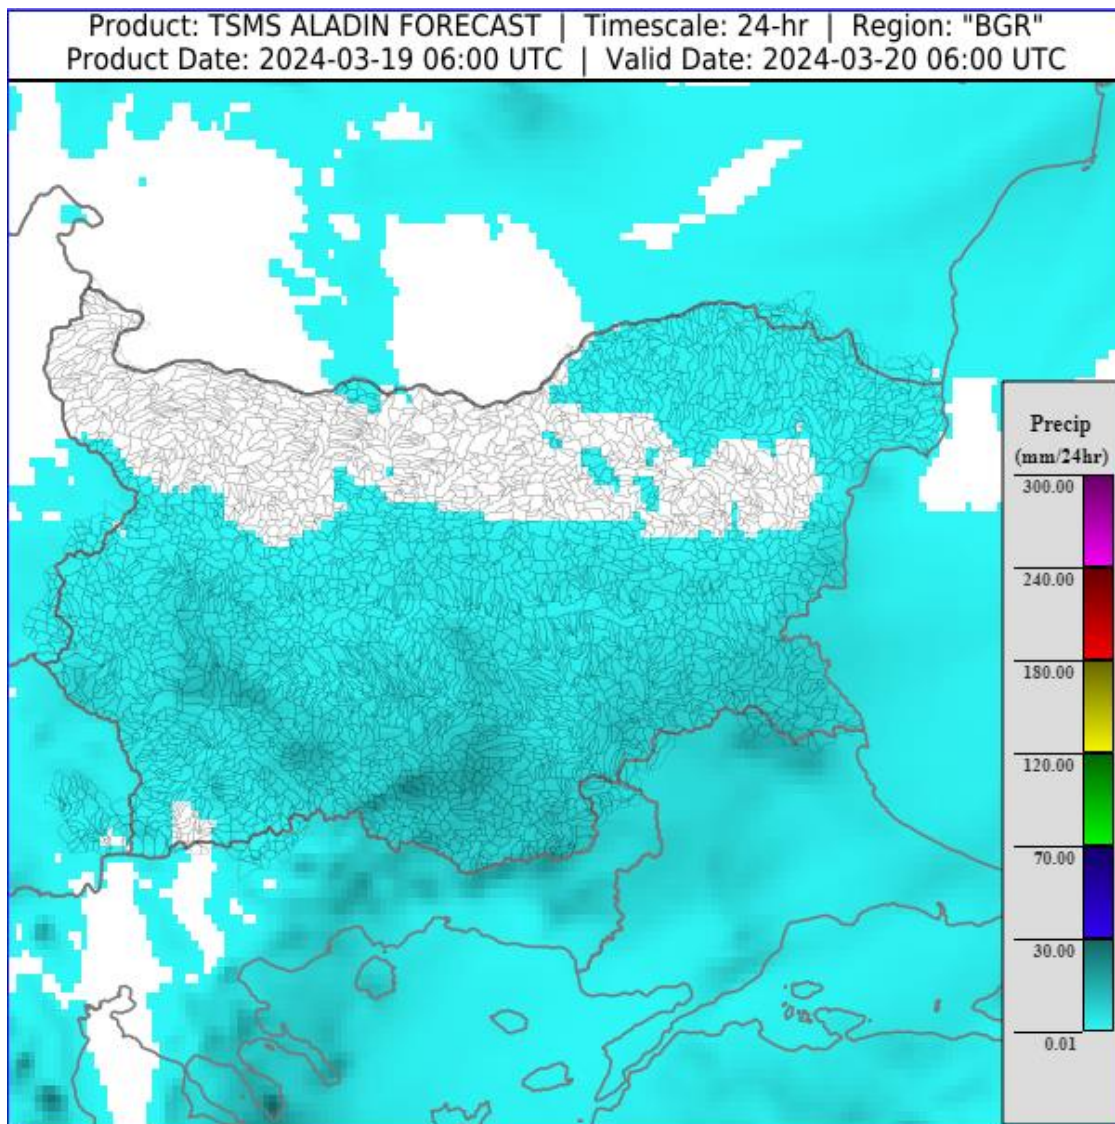 Product: TSMS ALADIN FORECAST | Timescale: 24-hr | Region: "BGR"
Product Date: 2024-03-19 06:00 UTC | Valid Date: 2024-03-20 06:00 UTC
Precip
(mm/24hr)
300.00
240.00
180.00
120.00
70.00
30.00
0.01